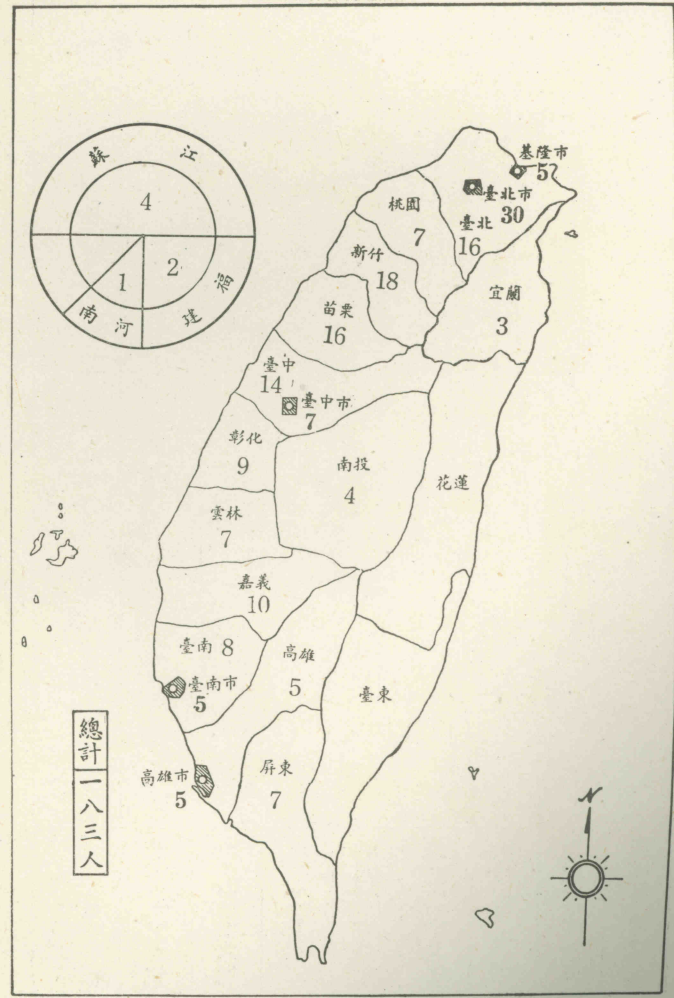 蘇江
4
1
2
南河
建福
基隆市
5
臺北市
30
臺北
16
桃園
7
新竹
18
宜蘭
3
苗栗
16
臺中
14
臺中市
7
彰化
9
南投
4
花蓮
雲林
7
嘉義
10
臺南 8
高雄
5
臺南市
5
臺東
高雄市
5
屏東
7
總計
一八三人
N